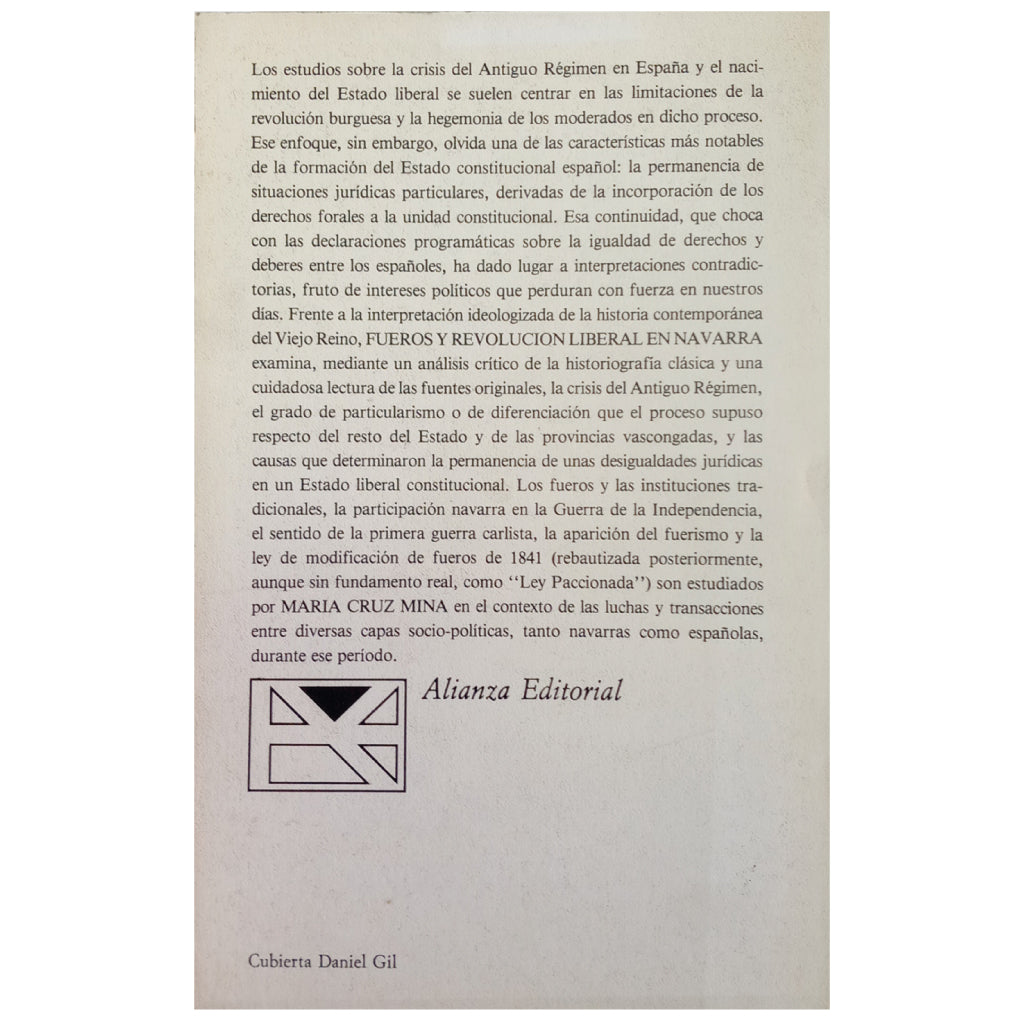 Los estudios sobre la crisis del Antiguo Régimen en España y el naci-
miento del Estado liberal se suelen centrar en las limitaciones de la
revolución burguesa y la hegemonia de los moderados en dicho proceso.
Ese enfoque, sin embargo, olvida una de las características más notables
de la formación del Estado constitucional español: la permanencia de
situaciones jurídicas particulares, derivadas de la incorporación de los
derechos forales a la unidad constitucional. Esa continuidad, que choca
con las declaraciones programáticas sobre la igualdad de derechos y
deberes entre los españoles, ha dado lugar a interpretaciones contradic-
torias, fruto de intereses políticos que perduran con fuerza en nuestros
días. Frente a la interpretación ideologizada de la historia contemporánea
del Viejo Reino, FUEROS Y REVOLUCION LIBERAL EN NAVARRA
examina, mediante un análisis crítico de la historiografía clásica y una
cuidadosa lectura de las fuentes originales, la crisis del Antiguo Régimen,
el grado de particularismo o de diferenciación que el proceso supuso
respecto del resto del Estado y de las provincias vascongadas, y las
causas que determinaron la permanencia de unas desigualdades jurídicas
en un Estado liberal constitucional. Los fueros y las instituciones tra-
dicionales, la participación navarra en la Guerra de la Independencia,
el sentido de la primera guerra carlista, la aparición del fuerismo y la
ley de modificación de fueros de 1841 (rebautizada posteriormente,
aunque sin fundamento real, como "Ley Paccionada") son estudiados
por MARIA CRUZ MINA en el contexto de las luchas y transacciones
entre diversas capas socio-políticas, tanto navarras como españolas,
durante ese período.
Alianza Editorial
Cubierta Daniel Gil